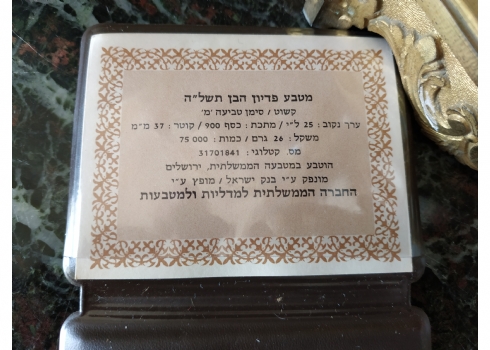 מטבע פדיון הבן תשל"ה
קשוט / סימן טביעה 'מ'
ערך נקוב : 25 ל"י / מתכת : כסף 900 / קוטר : 37 מ"מ
משקל : 26 גרם / כמות : 75 000
מס. קטלוגי : 31701841
הוטבע במטבעה הממשלתית, ירושלים
מונפק ע"י בנק ישראל / מופץ ע"י
החברה הממשלתית למדליות ולמטבעות